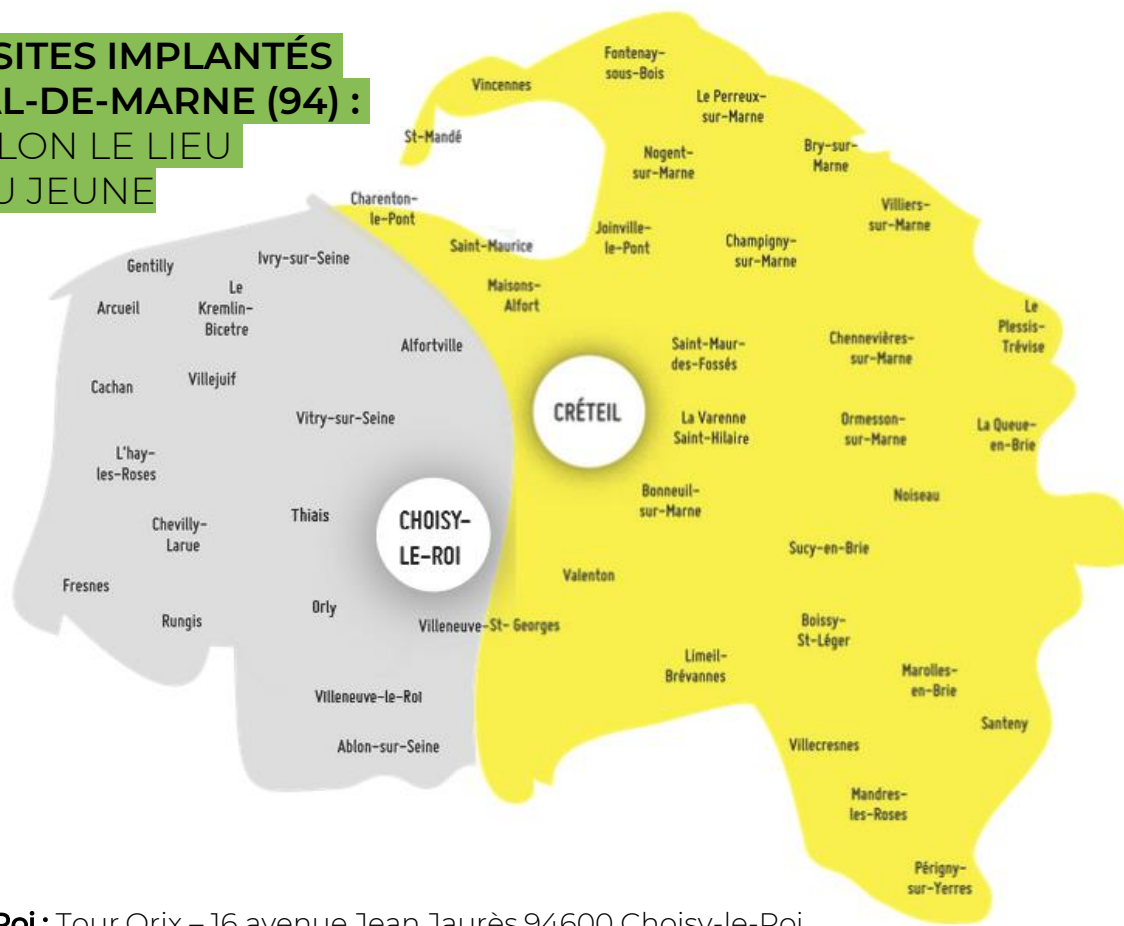 SITES IMPLANTÉS
AL-DE-MARNE (94) :
LON LE LIEU
U JEUNE
Fontenay-
sous-Bois
Vincennes
Le Perreux-
sur-Marne
St-Mandé
Nogent-
sur-Marne
Bry-sur-
Marne
Charenton-
le-Pont
Villiers-
sur-Marne
Saint-Maurice
Joinville-
le-Pont
Champigny-
sur-Marne
Gentilly
Ivry-sur-Seine
Maisons-
Alfort
Arcueil
Le
Kremlin-
Bicetre
Le
Plessis-
Trévise
Alfortville
Saint-Maur-
des-Fossés
Chennevières-
sur-Marne
Cachan
Villejuif
CRÉTEIL
Vitry-sur-Seine
La Varenne
Saint-Hilaire
Ormesson-
sur-Marne
La Queue-
en-Brie
L'hay-
les-Roses
Bonneuil-
sur-Marne
Noiseau
Chevilly-
Larue
Thiais
CHOISY-
LE-ROI
Sucy-en-Brie
Fresnes
Valenton
Rungis
Orly
Villeneuve-St- Georges
Boissy-
St-Léger
Limeil-
Brévannes
Marolles-
en-Brie
Villeneuve-le-Roi
Santeny
Ablon-sur-Seine
Villecresnes
Mandres-
les-Roses
Périgny-
sur-Yerres
Roi : Tour Orix – 16 avenue Jean Jaurès 94600 Choisy-le-Roi